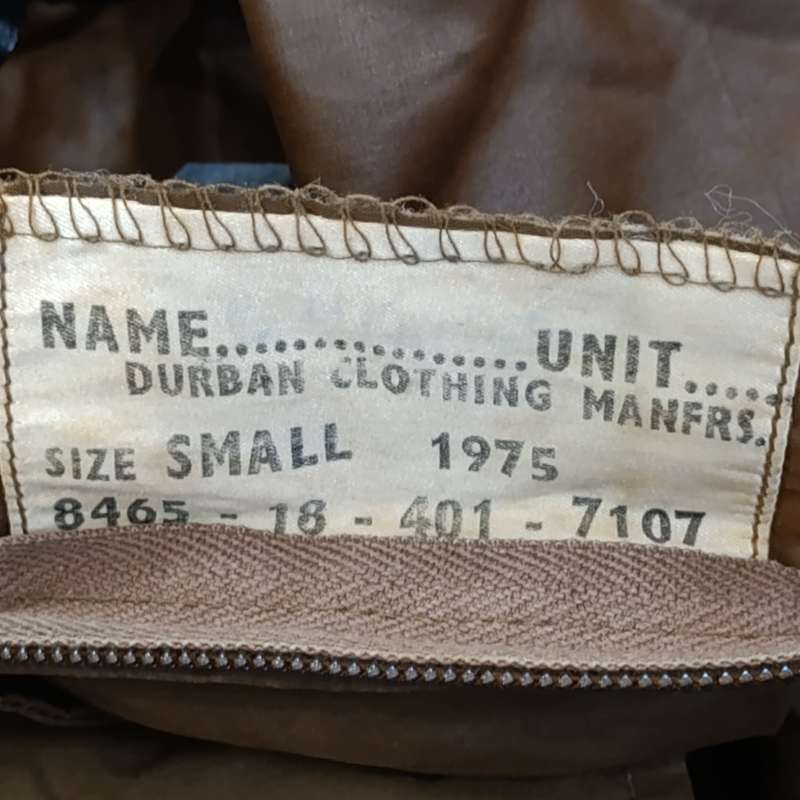 NAME................UNIT......
DURBAN CLOTHING MANFRS.
SIZE SMALL 1975
8465 - 18 - 401 - 7107